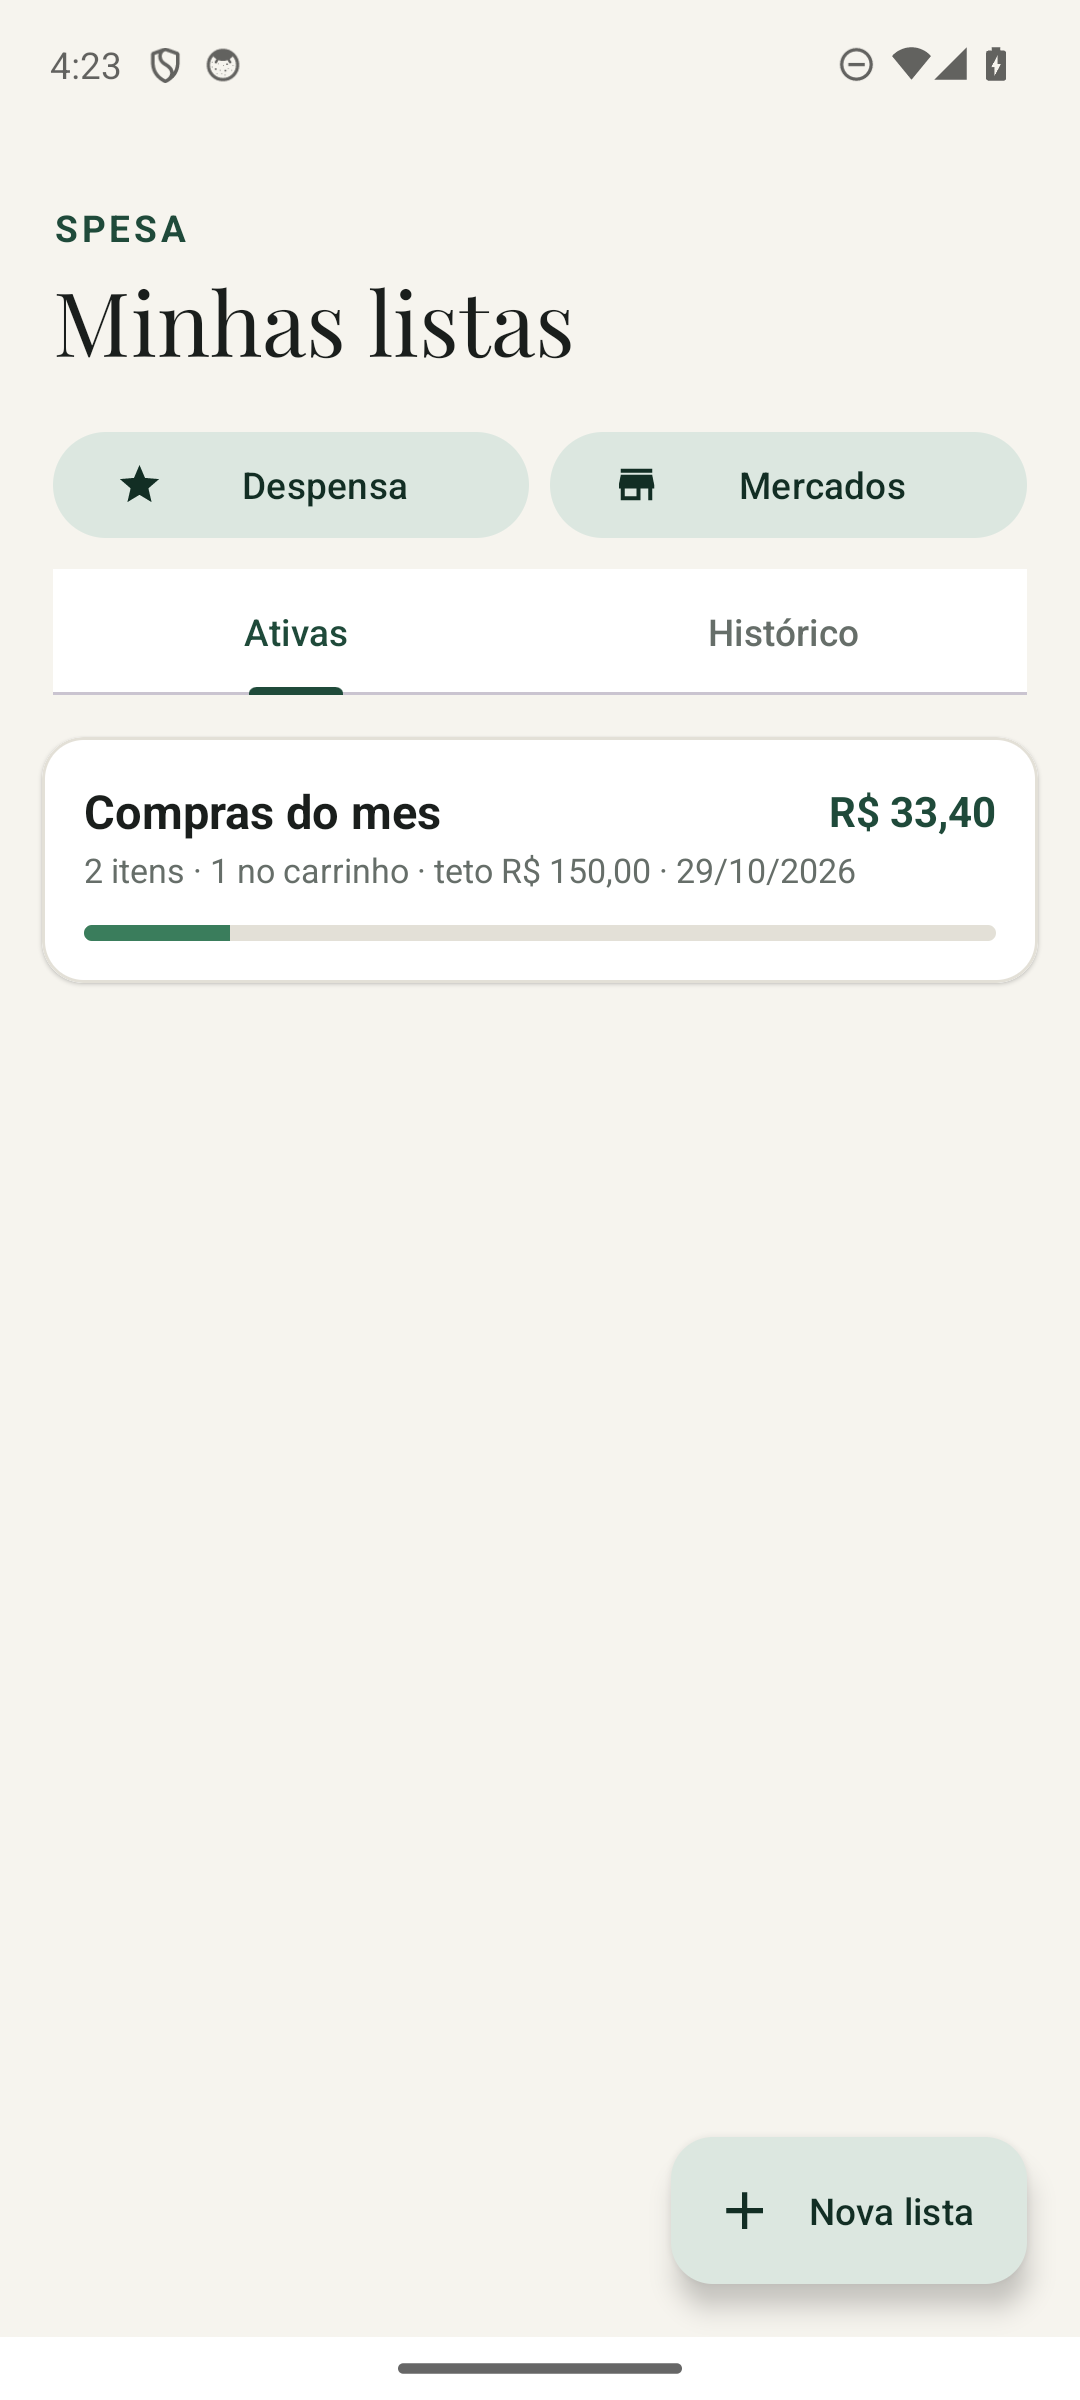 4:23
SPESA
Minhas listas
Despensa
Mercados
Ativas
Histórico
Compras do mes
R$ 33,40
2 itens · 1 no carrinho · teto R$ 150,00 · 29/10/2026
Nova lista